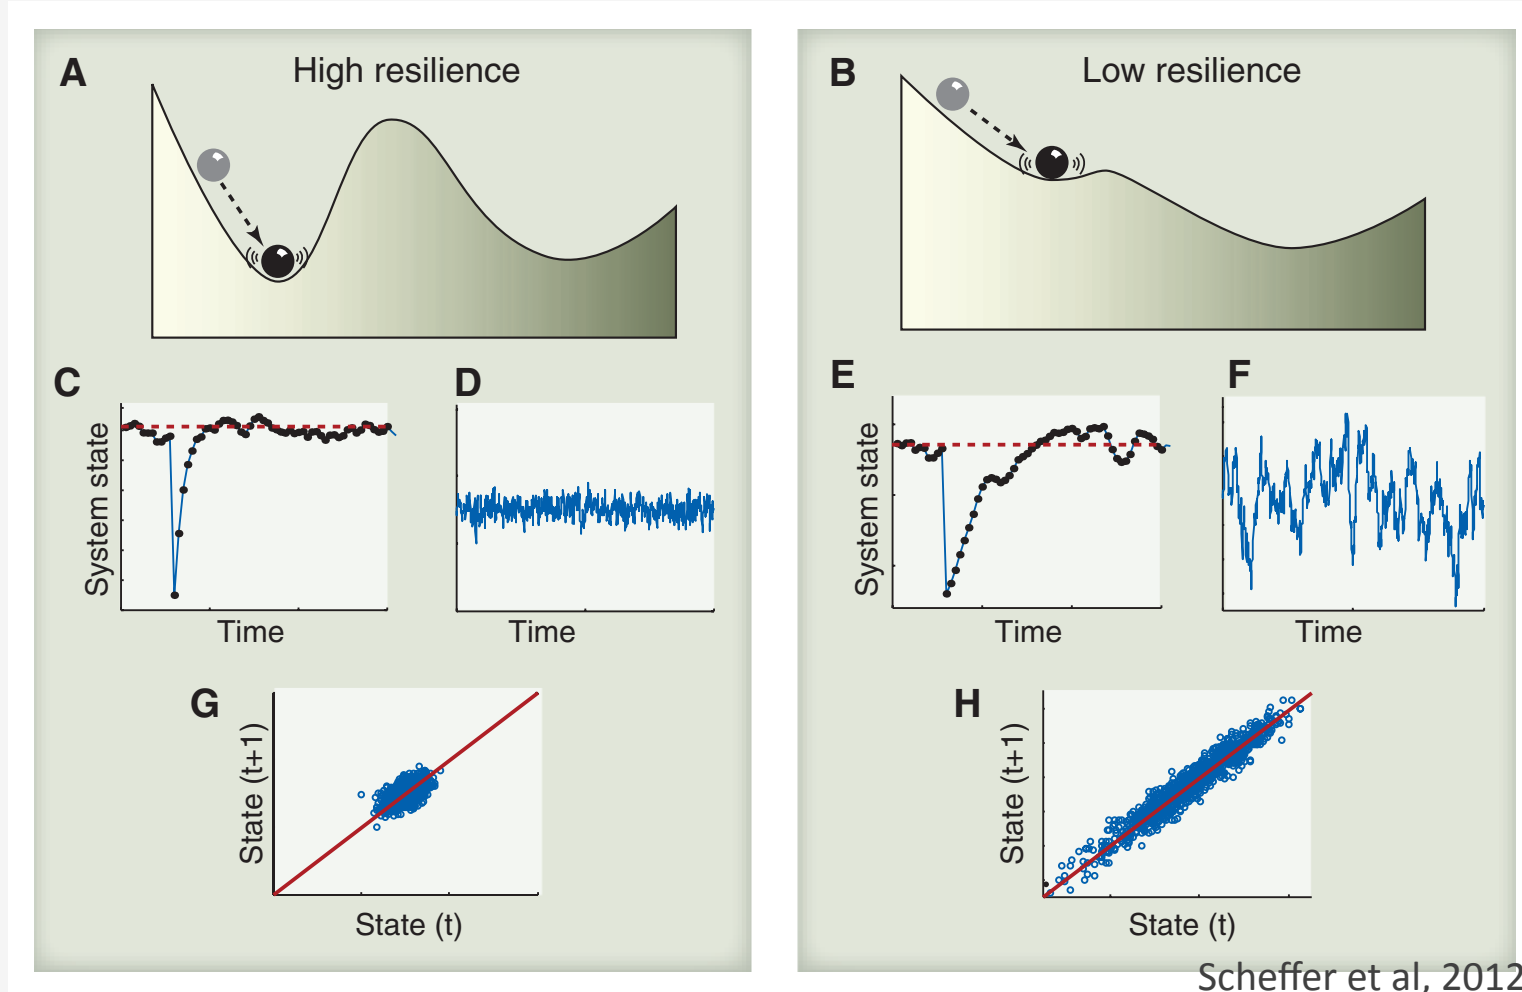 A
High resilience
B
Low resilience
C
System state
Time
D
Time
E
System state
Time
F
Time
G
State (t+1)
State (t)
H
State (t+1)
State (t)
Scheffer et al, 2012